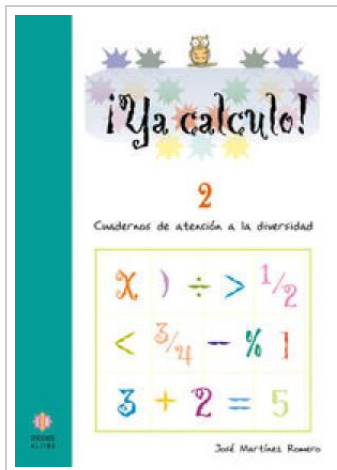 ¡Ya calculo!
2
Cuadernos de atención a la diversidad
X ) ÷ > 1/2
< 3/4 - % 1
3 + 2 = 5
José Martínez Romero